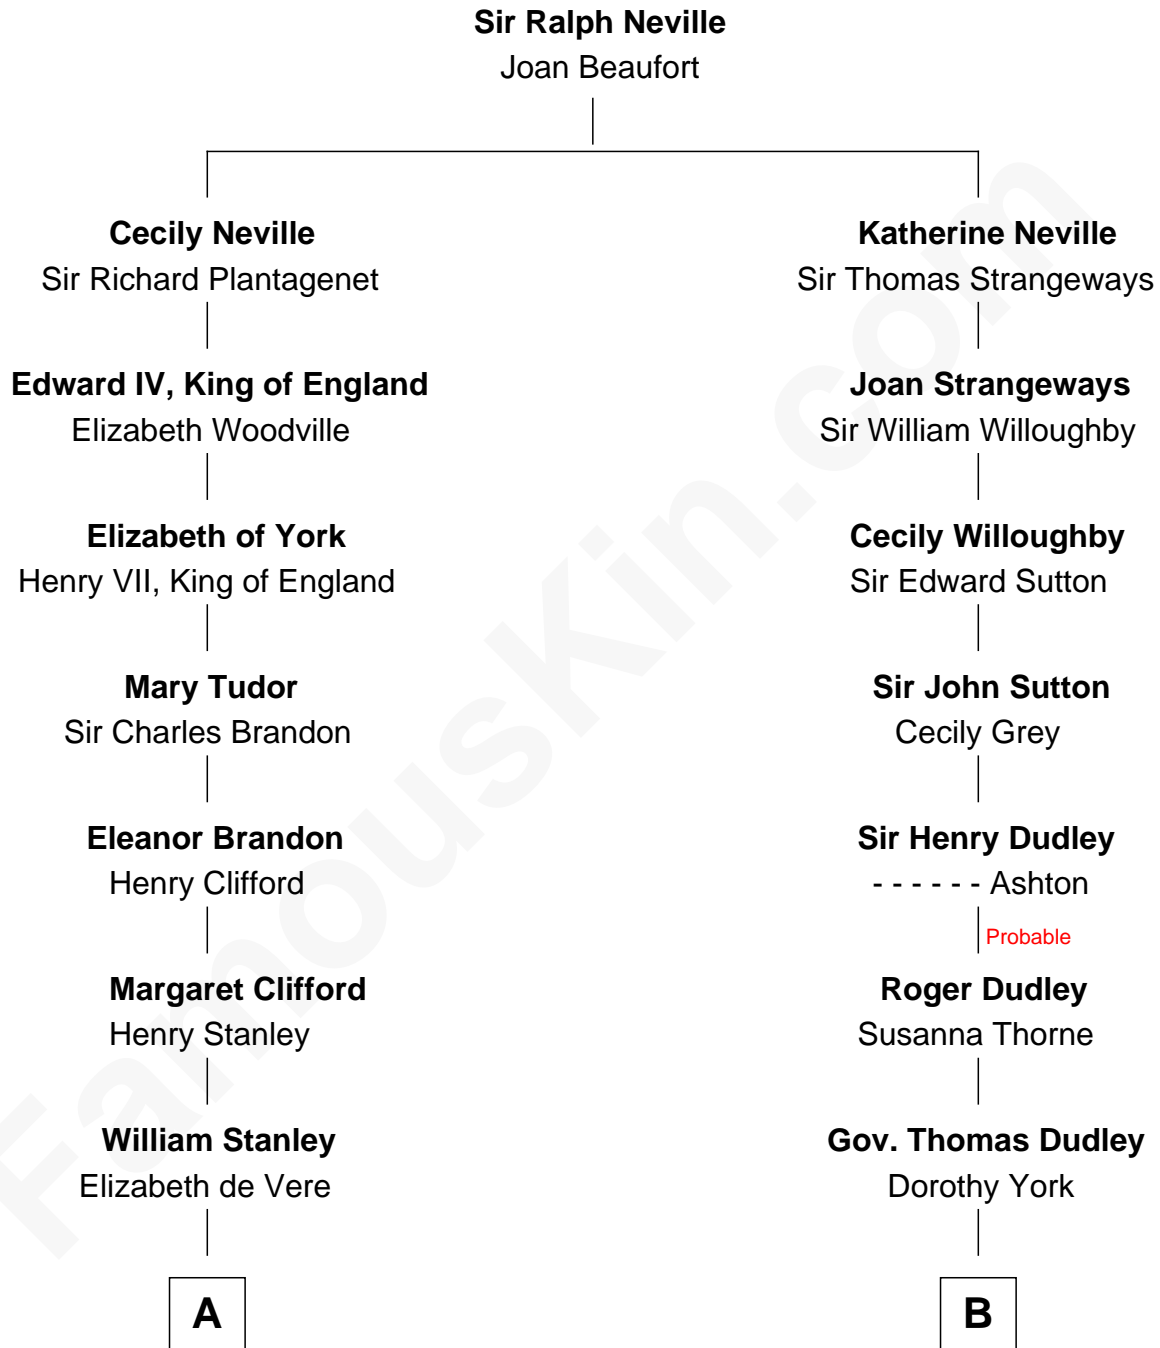 Sir Ralph Neville
Joan Beaufort
Cecily Neville
Sir Richard Plantagenet
Katherine Neville
Sir Thomas Strangeways
Edward IV, King of England
Elizabeth Woodville
Joan Strangeways
Sir William Willoughby
Elizabeth of York
Henry VII, King of England
Cecily Willoughby
Sir Edward Sutton
Mary Tudor
Sir Charles Brandon
Sir John Sutton
Cecily Grey
Eleanor Brandon
Henry Clifford
Sir Henry Dudley
- - - - - - Ashton
Probable
Margaret Clifford
Henry Stanley
Roger Dudley
Susanna Thorne
William Stanley
Elizabeth de Vere
Gov. Thomas Dudley
Dorothy York
A
B
FamousKin.com